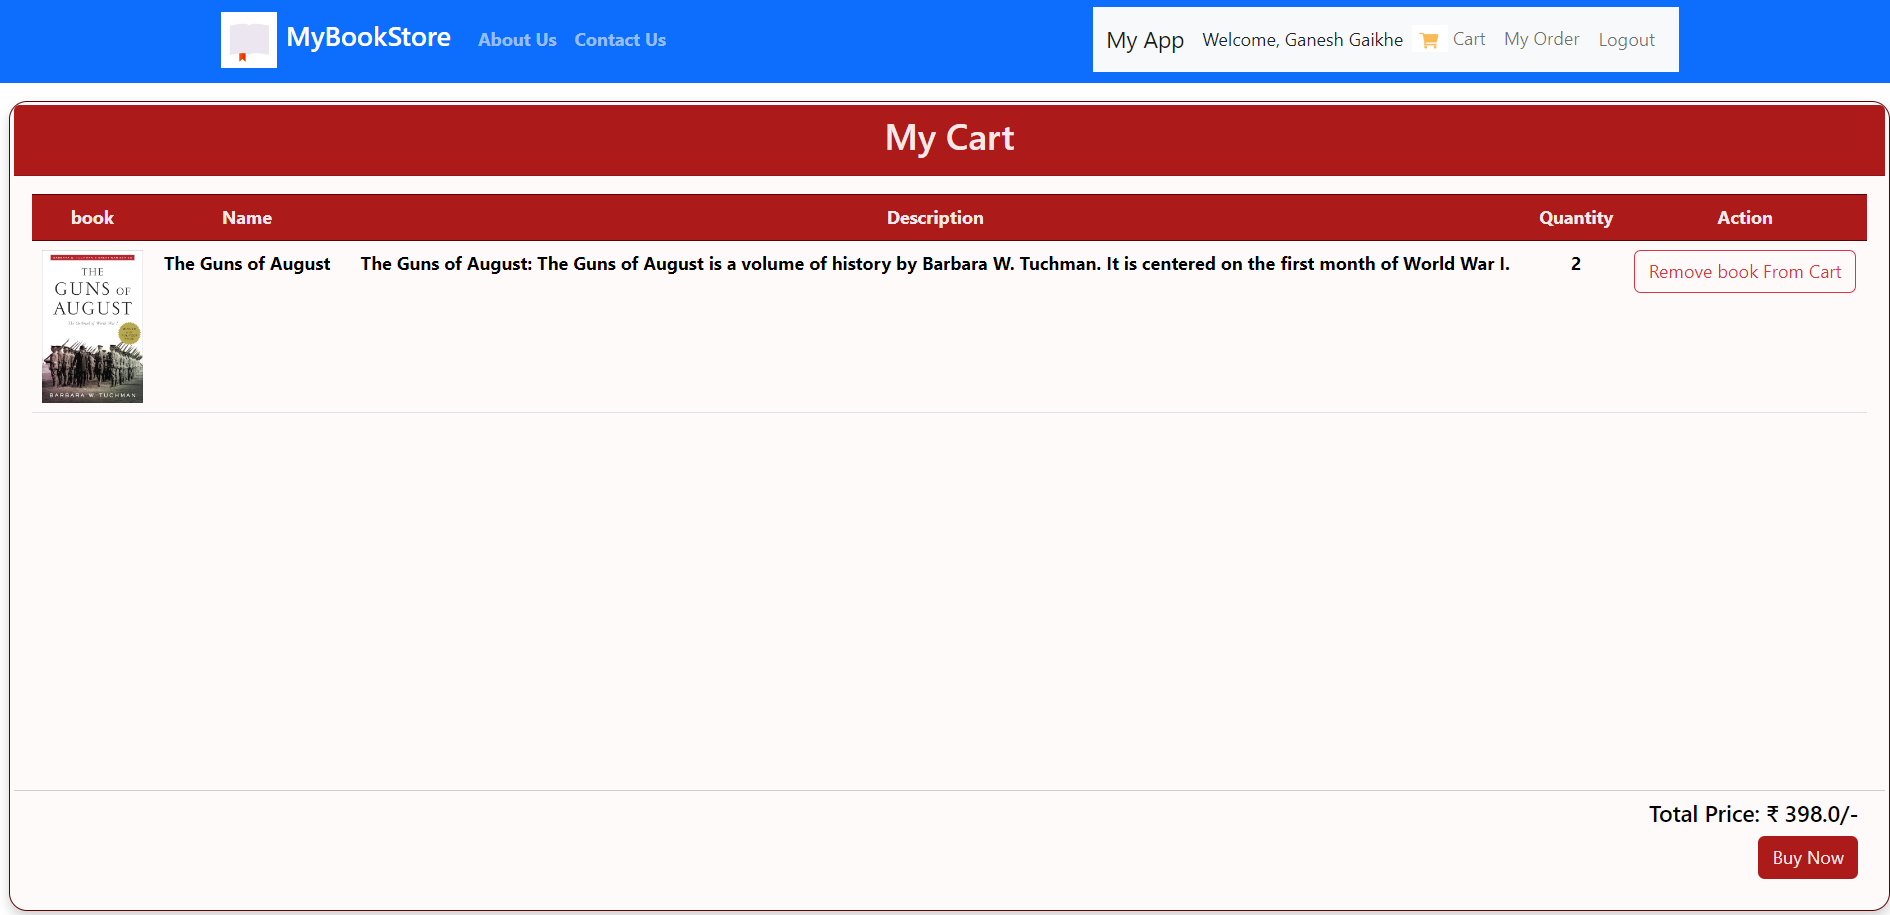 MyBookStore About Us Contact Us
My App Welcome, Ganesh Gaikhe Cart My Order Logout
My Cart
book Name Description Quantity Action
The Guns of August The Guns of August: The Guns of August is a volume of history by Barbara W. Tuchman. It is centered on the first month of World War I. 2 Remove book From Cart
THE
GUNS OF
AUGUST
BARBARA W. TUCHMAN
Total Price: ₹ 398.0/-
Buy Now